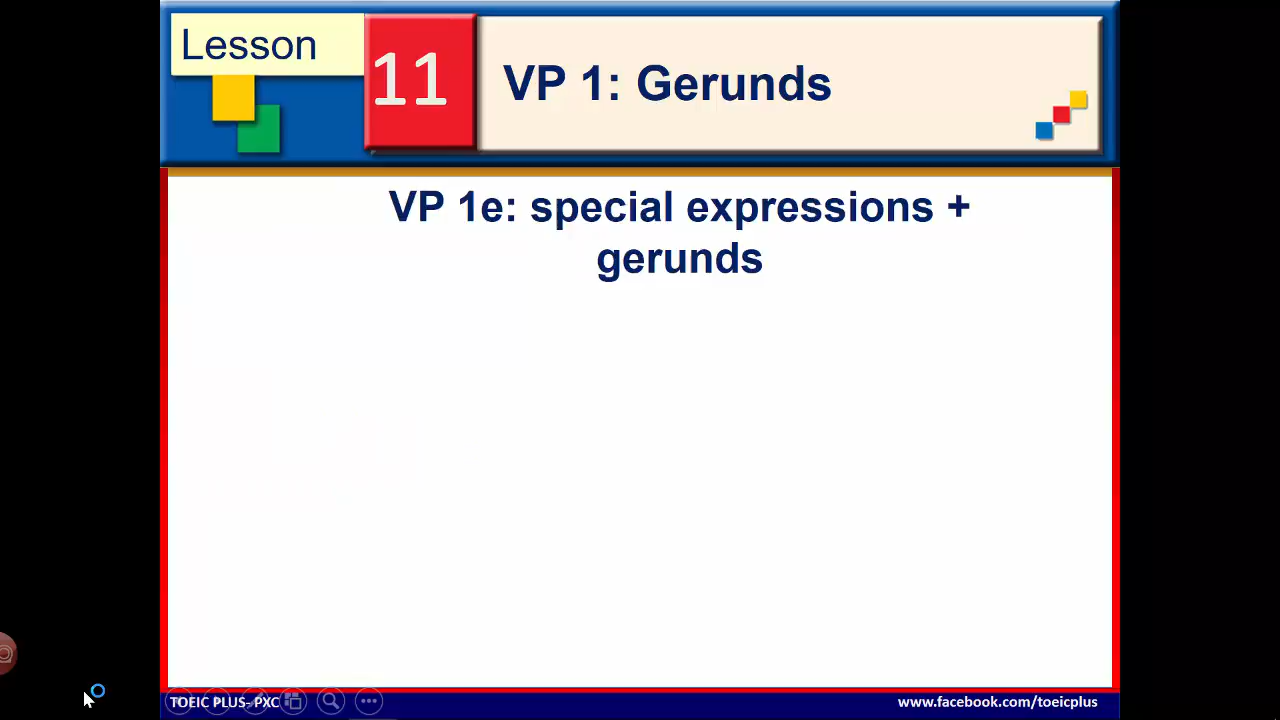 Lesson
11
VP 1: Gerunds
VP 1e: special expressions +
gerunds
TOEIC PLUS- PXC
www.facebook.com/toeicplus